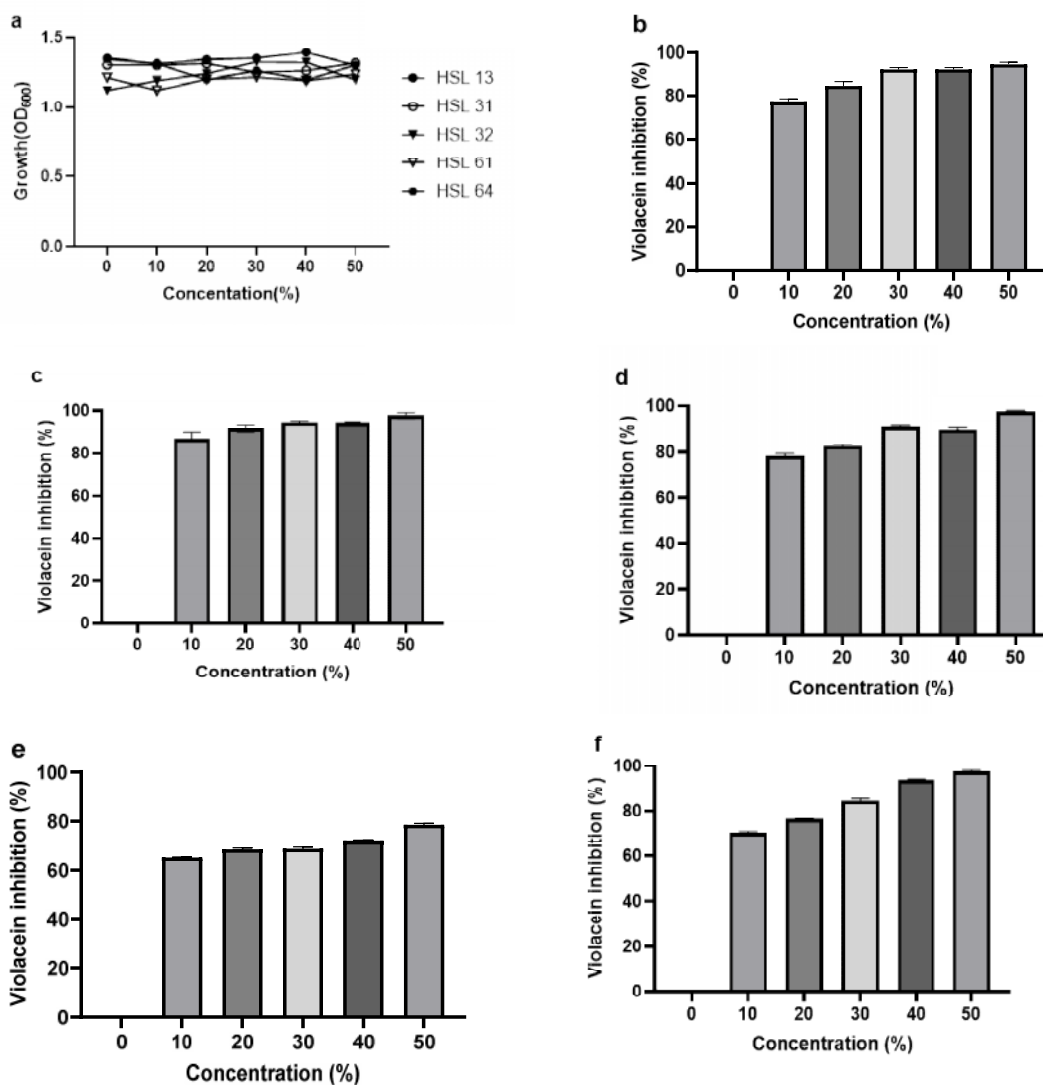 a
1.5
1.0
0.5
0.0
Growth(OD600)
0 10 20 30 40 50
Concentation(%)
HSL 13
HSL 31
HSL 32
HSL 61
HSL 64
b
100
80
60
40
20
0
Violacein inhibition (%)
0 10 20 30 40 50
Concentration (%)
c
100
80
60
40
20
0
Violacein inhibition (%)
0 10 20 30 40 50
Concentration (%)
d
100
80
60
40
20
0
Violacein inhibition (%)
0 10 20 30 40 50
Concentration (%)
e
100
80
60
40
20
0
Violacein inhibition (%)
0 10 20 30 40 50
Concentration (%)
f
100
80
60
40
20
0
Violacein inhibition (%)
0 10 20 30 40 50
Concentration (%)